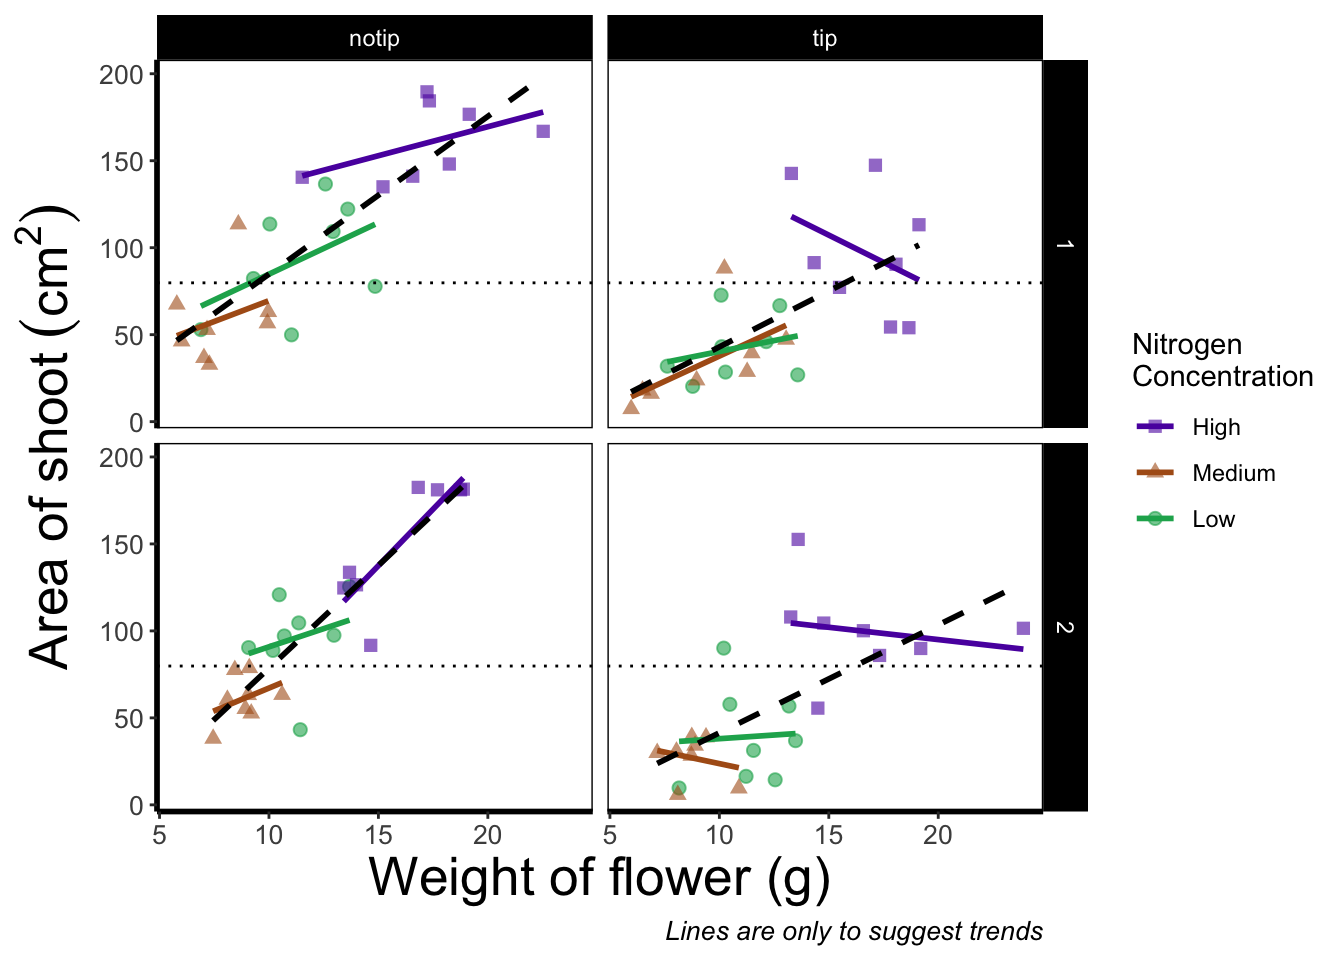 notip
tip
200
150
100
50
0
1
200
150
100
50
0
2
5
10
15
20
5
10
15
20
Area of shoot (cm²)
Weight of flower (g)
Lines are only to suggest trends
Nitrogen
Concentration
High
Medium
Low